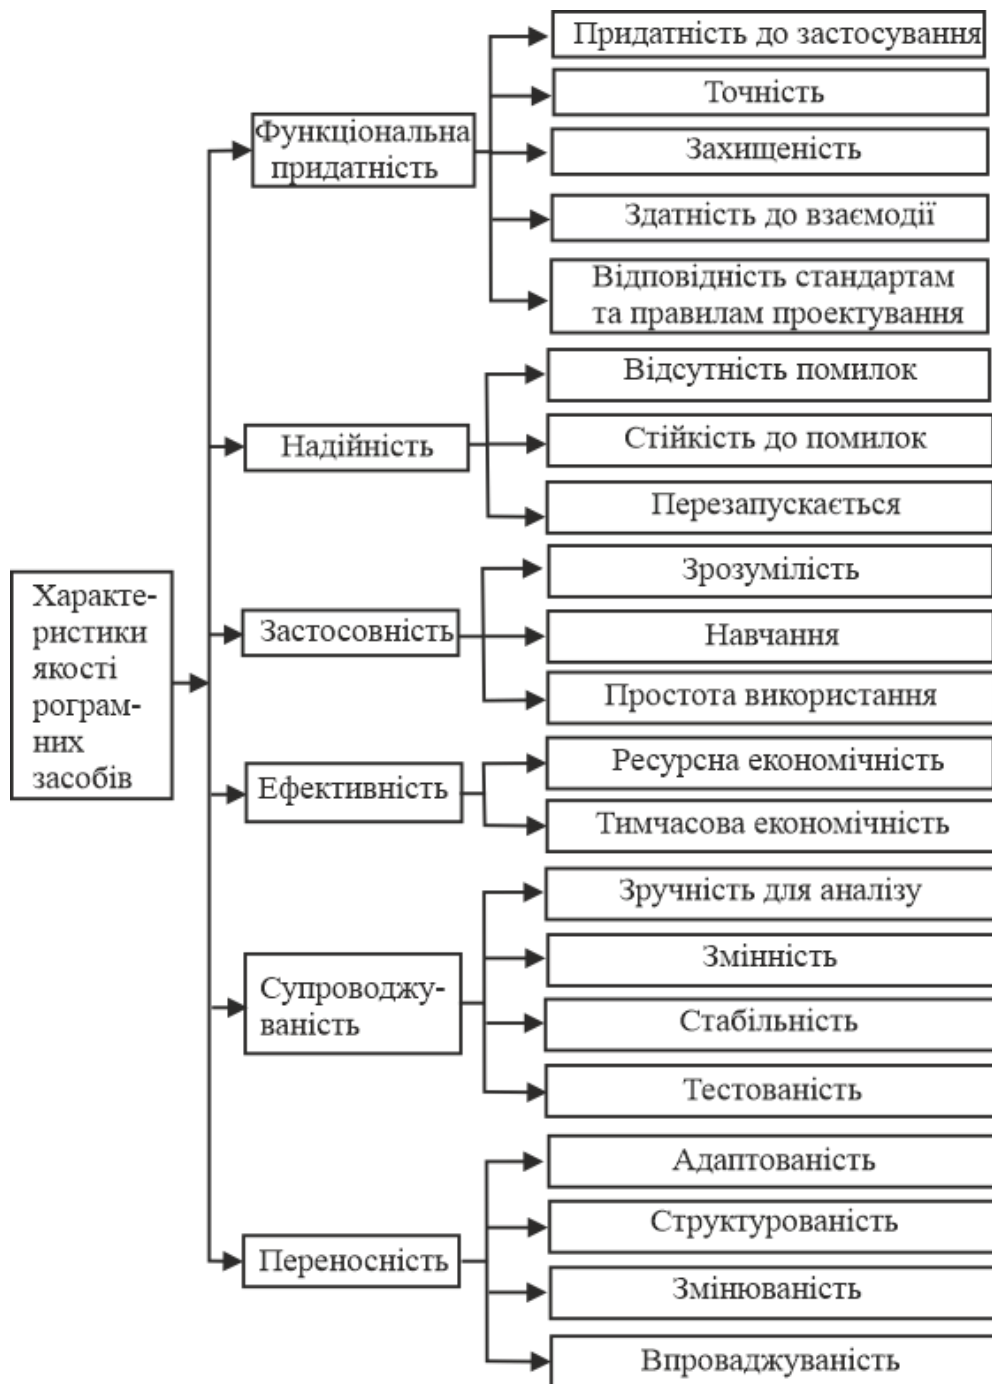 Характе-
ристики
якості
рограм-
них
засобів
Функціональна
придатність
Придатність до застосування
Точність
Захищеність
Здатність до взаємодії
Відповідність стандартам
та правилам проектування
Надійність
Відсутність помилок
Стійкість до помилок
Перезапускається
Застосовність
Зрозумілість
Навчання
Простота використання
Ефективність
Ресурсна економічність
Тимчасова економічність
Супроводжу-
ваність
Зручність для аналізу
Змінність
Стабільність
Тестованість
Переносність
Адаптованість
Структурованість
Змінюваність
Впроваджуваність